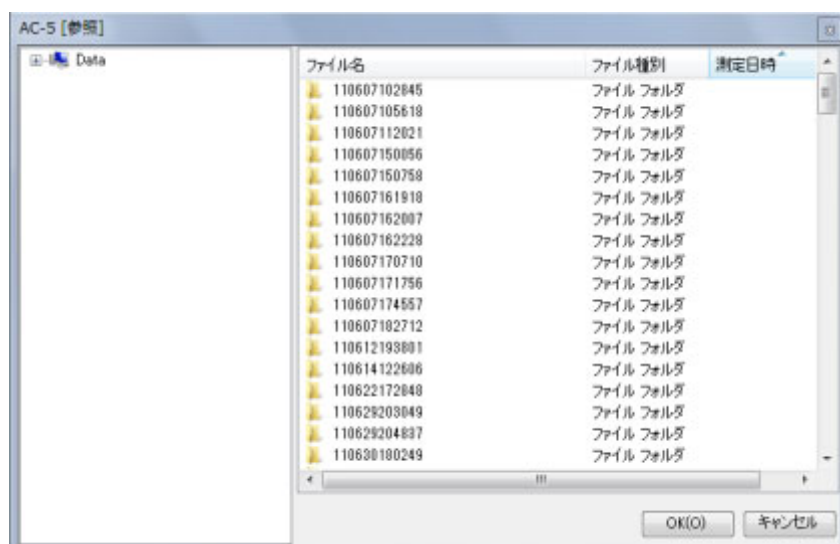 AC-5 [参照]
Data
ファイル名 ファイル種別 測定日時
110607102845 ファイル フォルダ
110607105618 ファイル フォルダ
110607112021 ファイル フォルダ
110607150056 ファイル フォルダ
110607150758 ファイル フォルダ
110607161918 ファイル フォルダ
110607162007 ファイル フォルダ
110607162228 ファイル フォルダ
110607170710 ファイル フォルダ
110607171756 ファイル フォルダ
110607174557 ファイル フォルダ
110607182712 ファイル フォルダ
110612193801 ファイル フォルダ
110614122606 ファイル フォルダ
110622172848 ファイル フォルダ
110629203049 ファイル フォルダ
110629204837 ファイル フォルダ
110630180249 ファイル フォルダ
OK(O) キャンセル